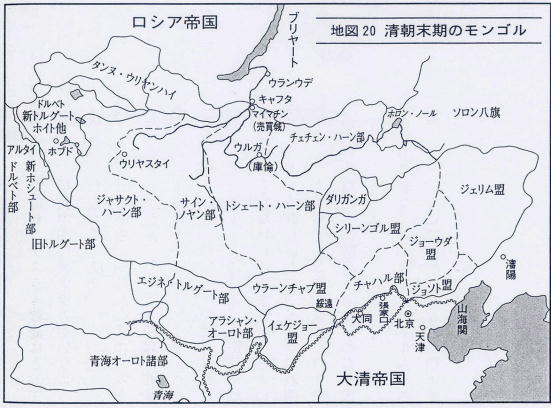 地図20 清朝末期のモンゴル
ロシア帝国
ブリヤート
タンヌ・ウリヤンハイ
ウランウデ
キャフタ
マイマチン
(売買城)
ドルベト
新トルグート
ホイト他
ホブド
アルタイ
新ホシュート部
ドルベト部
ウリヤスタイ
ウルガ
(庫倫)
チェチェン・ハーン部
ホロン・ノール
ソロン八旗
ジャサクト・
ハーン部
サイン・
ノヤン部
トシェート・ハーン部
ダリガンガ
ジェリム盟
シリーンゴル盟
ジョーウダ
盟
旧トルグート部
エジネ・トルグート部
ウラーンチャブ盟
チャハル部
ジョソト盟
瀋陽
アラシャン・
オーロト部
イェケジョー
盟
綏遠
大同
張家口
北京
天津
山海関
青海オーロト諸部
青海
大清帝国